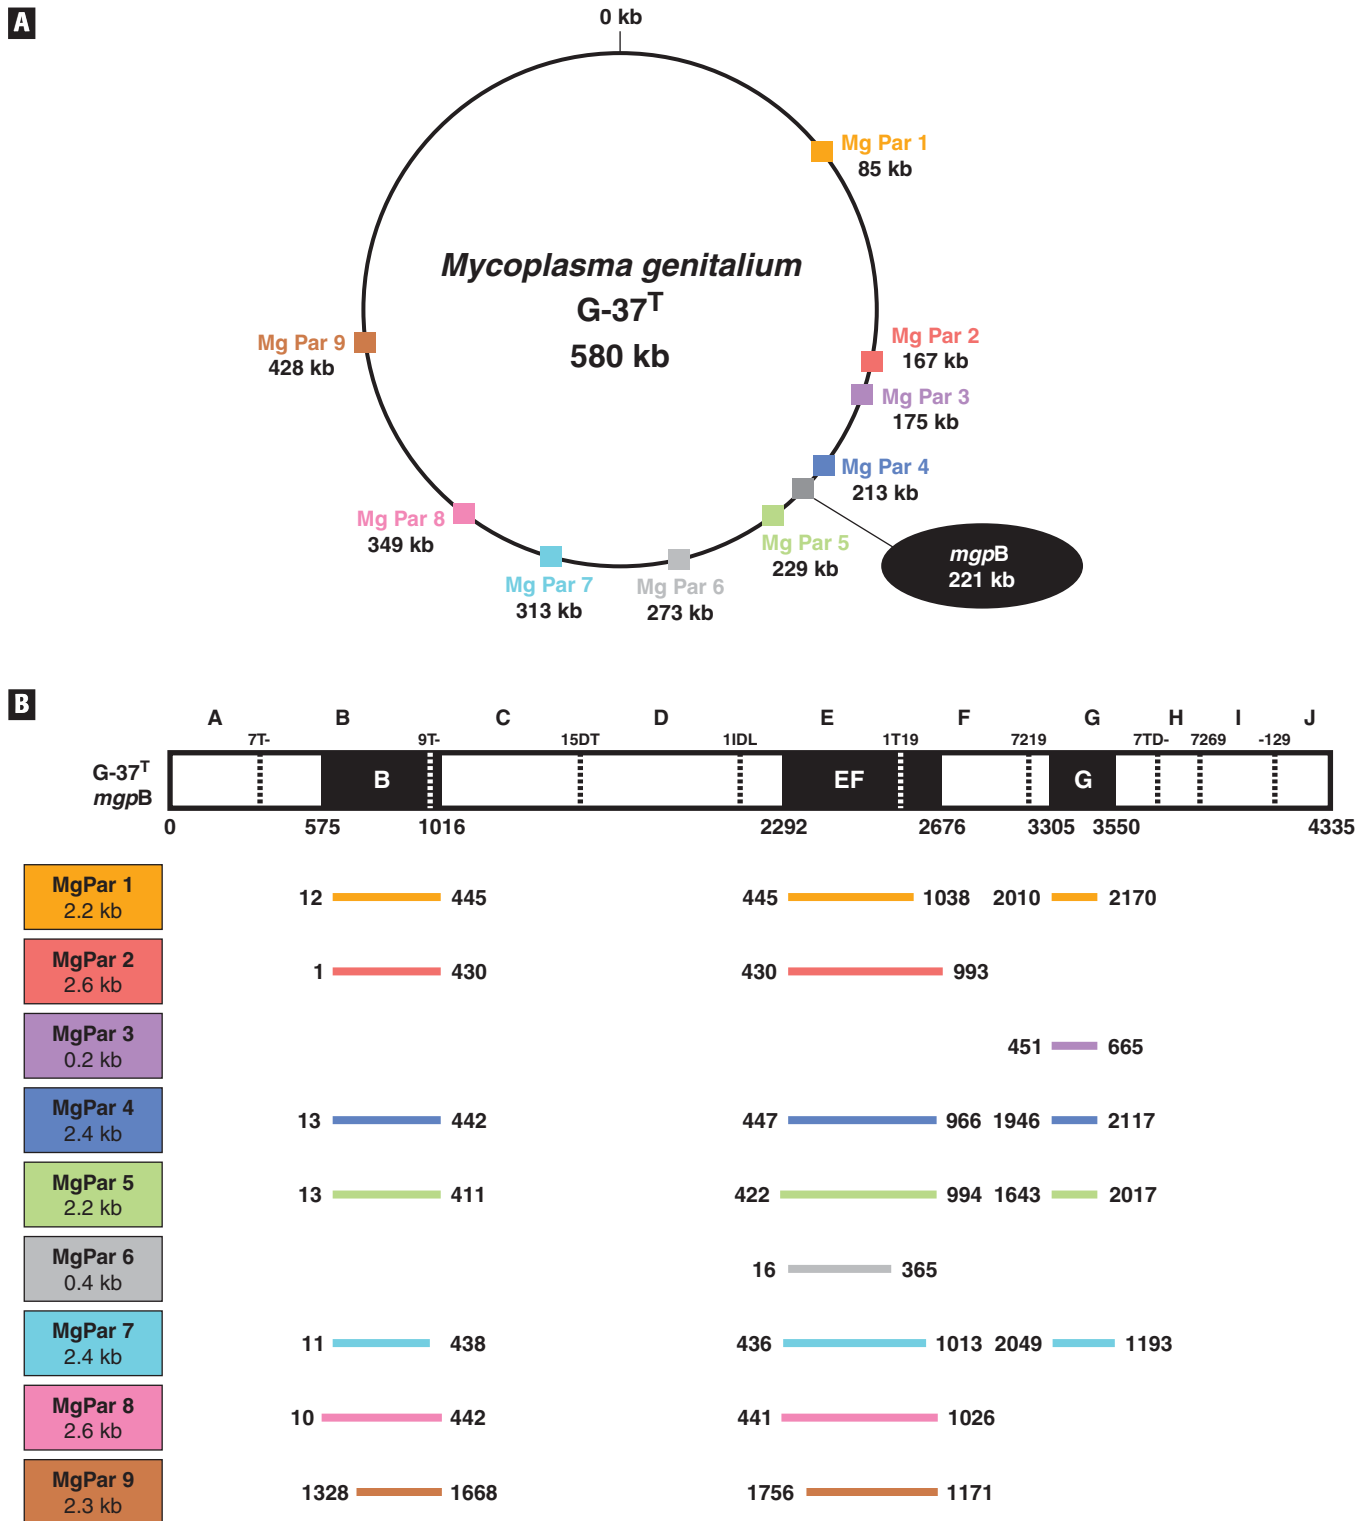 A
0 kb
Mg Par 1
85 kb
Mycoplasma genitalium
G-37T
580 kb
Mg Par 2
167 kb
Mg Par 9
428 kb
Mg Par 3
175 kb
Mg Par 4
213 kb
Mg Par 8
349 kb
Mg Par 5
229 kb
mgpB
221 kb
Mg Par 7
313 kb
Mg Par 6
273 kb
B
A B C D E F G H I J
7T- 9T- 15DT 1IDL 1T19 7219 7TD- 7269 -129
G-37T
mgpB
B EF G
0 575 1016 2292 2676 3305 3550 4335
MgPar 1
2.2 kb
12 445 445 1038 2010 2170
MgPar 2
2.6 kb
1 430 430 993
MgPar 3
0.2 kb
451 665
MgPar 4
2.4 kb
13 442 447 966 1946 2117
MgPar 5
2.2 kb
13 411 422 994 1643 2017
MgPar 6
0.4 kb
16 365
MgPar 7
2.4 kb
11 438 436 1013 2049 1193
MgPar 8
2.6 kb
10 442 441 1026
MgPar 9
2.3 kb
1328 1668 1756 1171